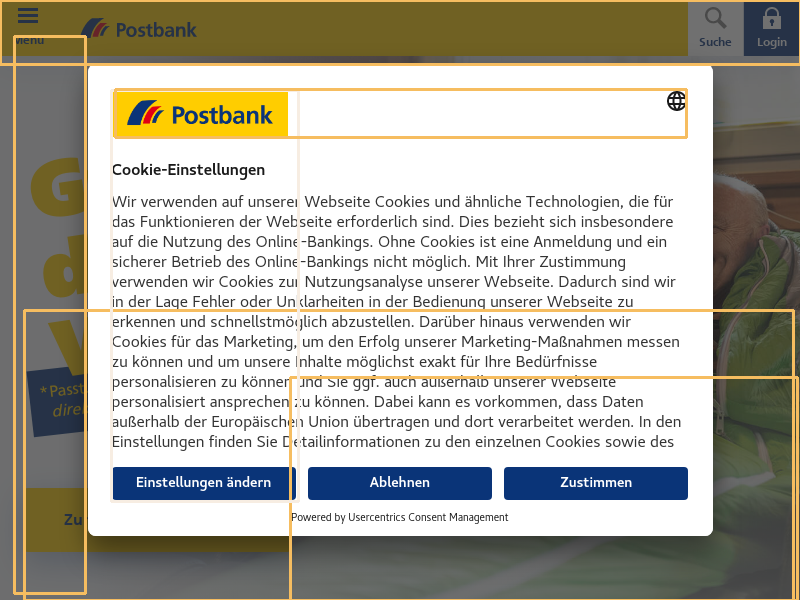 Menü
Postbank
Suche
Login
Postbank
Cookie-Einstellungen
Wir verwenden auf unserer Webseite Cookies und ähnliche Technologien, die für
das Funktionieren der Webseite erforderlich sind. Dies bezieht sich insbesondere
auf die Nutzung des Online-Bankings. Ohne Cookies ist eine Anmeldung und ein
sicherer Betrieb des Online-Bankings nicht möglich. Mit Ihrer Zustimmung
verwenden wir Cookies zur Nutzungsanalyse unserer Webseite. Dadurch sind wir
in der Lage Fehler oder Unklarheiten in der Bedienung unserer Webseite zu
erkennen und schnellstmöglich abzustellen. Darüber hinaus verwenden wir
Cookies für das Marketing, um den Erfolg unserer Marketing-Maßnahmen messen
zu können und um unsere Inhalte möglichst exakt für Ihre Bedürfnisse
personalisieren zu können und Sie ggf. auch außerhalb unserer Webseite
personalisiert ansprechen zu können. Dabei kann es vorkommen, dass Daten
außerhalb der Europäischen Union übertragen und dort verarbeitet werden. In den
Einstellungen finden Sie Detailinformationen zu den einzelnen Cookies sowie des
Einstellungen ändern
Ablehnen
Zustimmen
Powered by Usercentrics Consent Management
*Passt
Zu